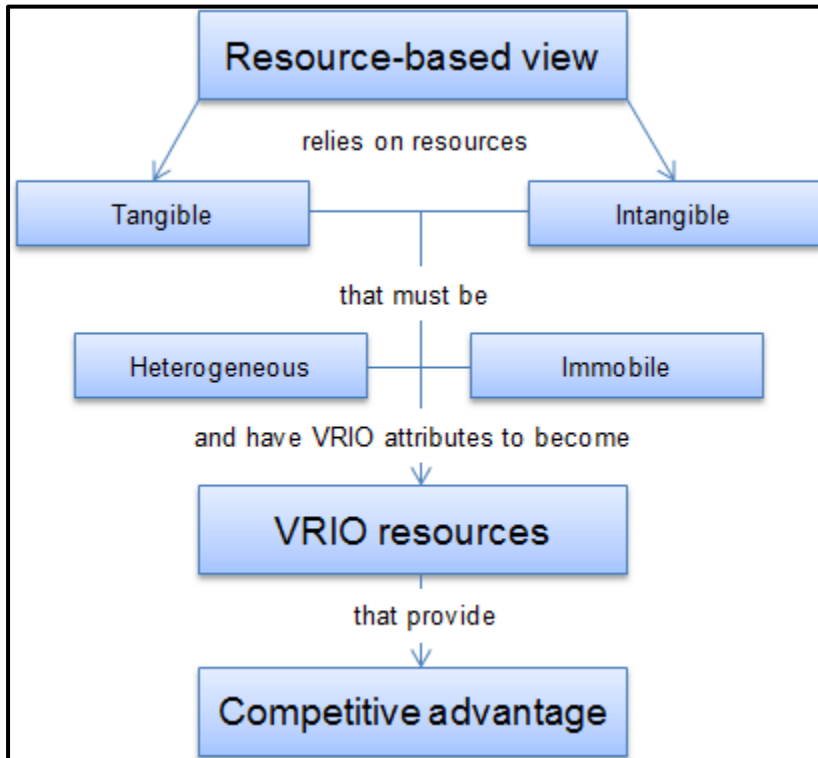 Resource-based view
relies on resources
Tangible
Intangible
that must be
Heterogeneous
Immobile
and have VRIO attributes to become
VRIO resources
that provide
Competitive advantage